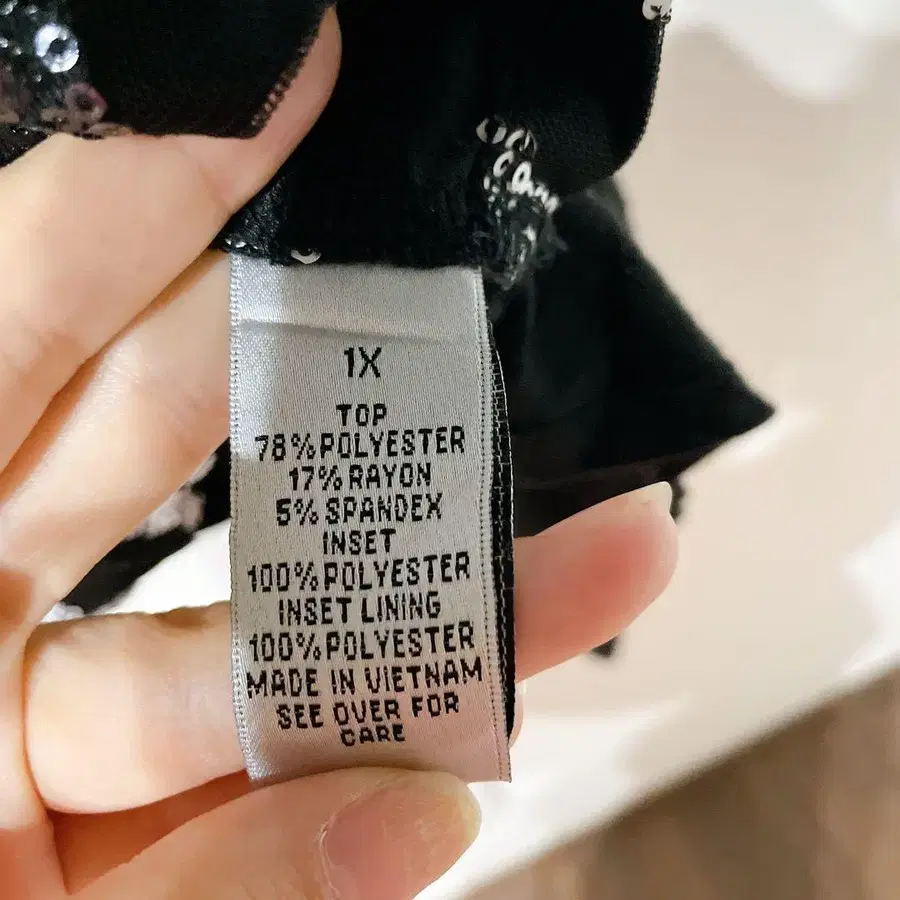 1X
TOP
78% POLYESTER
17% RAYON
5% SPANDEX
INSET
100% POLYESTER
INSET LINING
100% POLYESTER
MADE IN VIETNAM
SEE OVER FOR
CARE